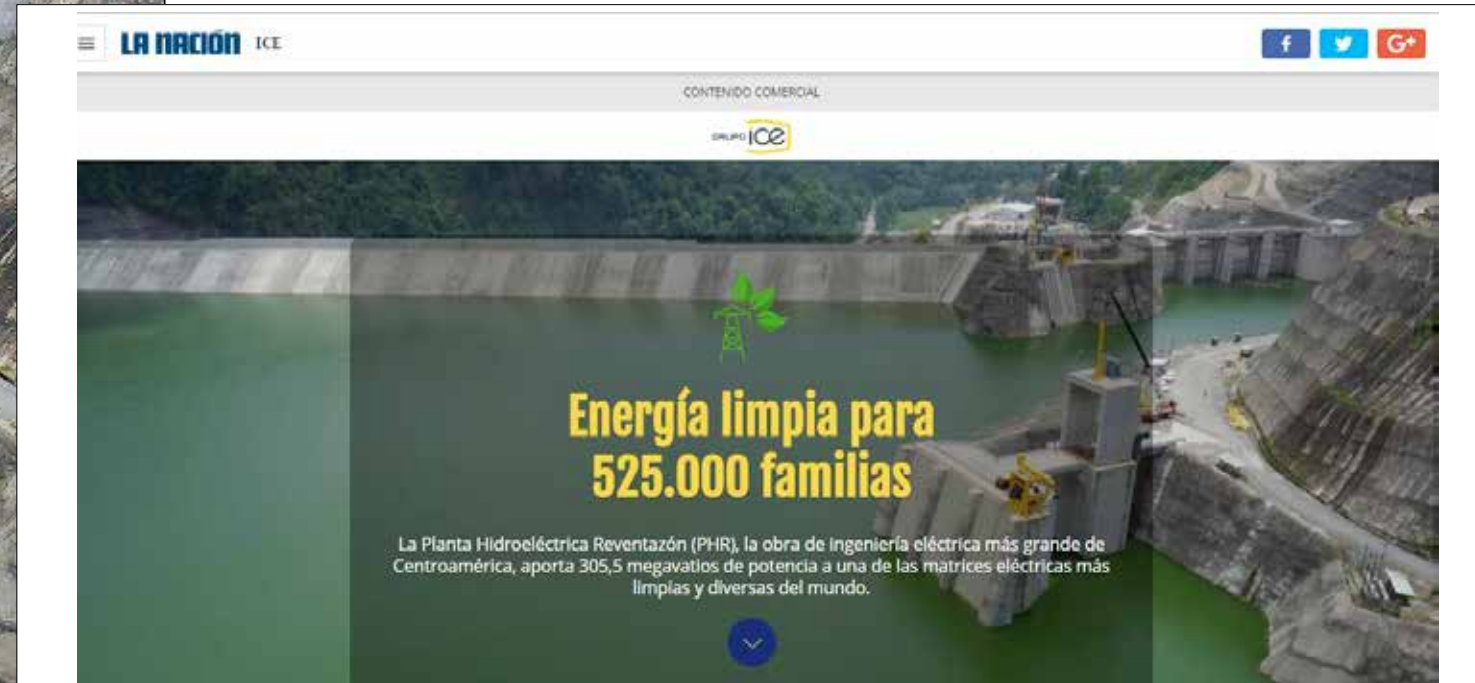 LA NACIÓN ICE
f G+
CONTENIDO COMERCIAL
GRUPO ICE
Energía limpia para
525.000 familias
La Planta Hidroeléctrica Reventazón (PHR), la obra de ingeniería eléctrica más grande de
Centroamérica, aporta 305,5 megavatios de potencia a una de las matrices eléctricas más
limpias y diversas del mundo.